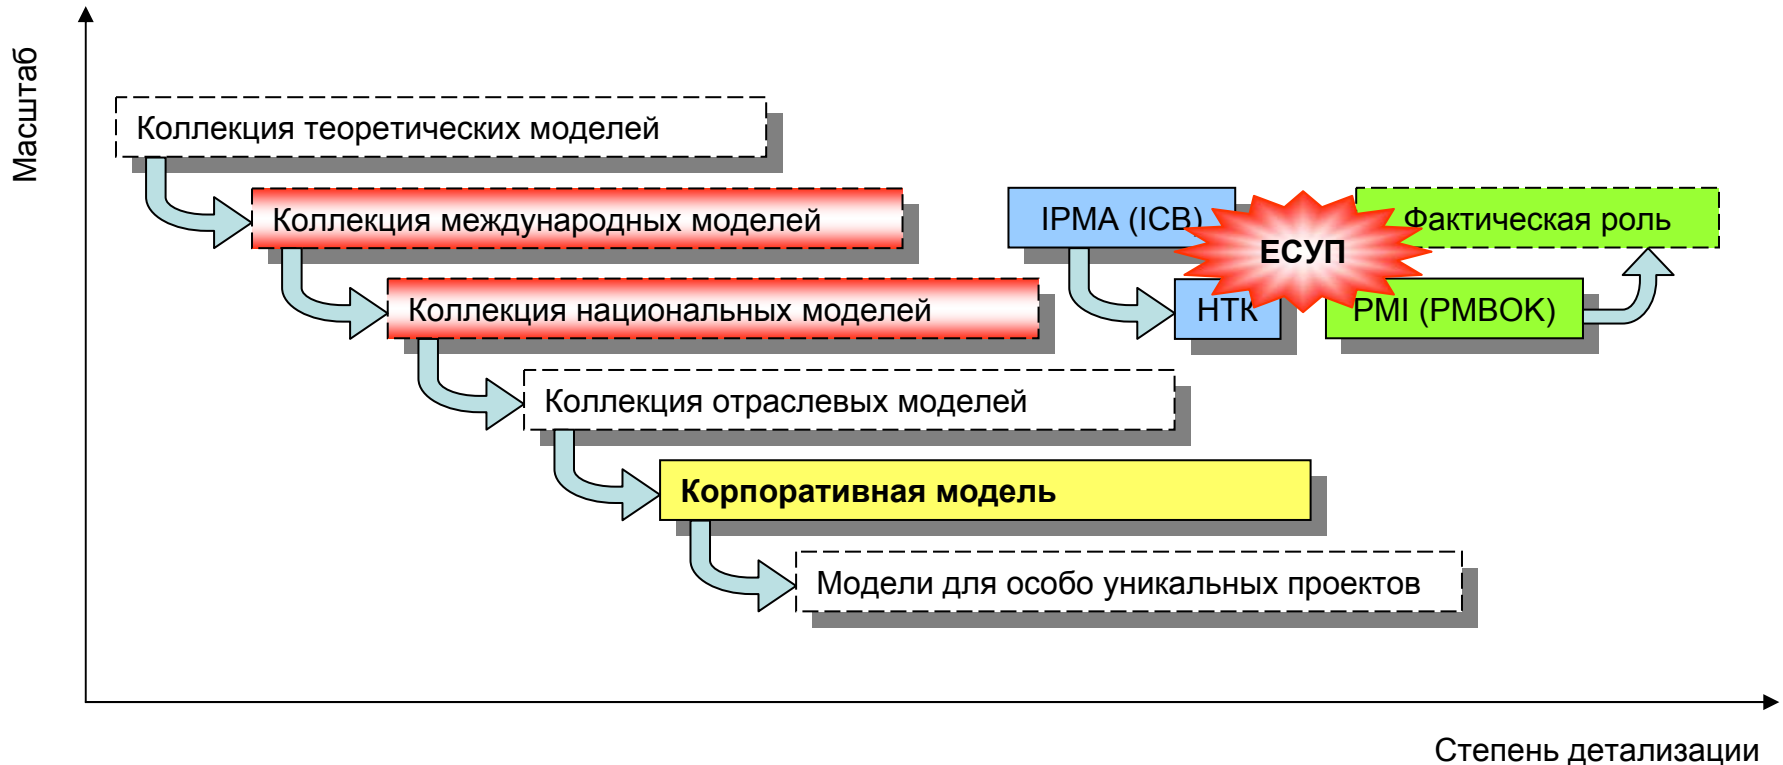 Масштаб
Коллекция теоретических моделей
Коллекция международных моделей
IPMA (ICB)
ЕСУП
Фактическая роль
Коллекция национальных моделей
НТК
PMI (PMBOK)
Коллекция отраслевых моделей
Корпоративная модель
Модели для особо уникальных проектов
Степень детализации